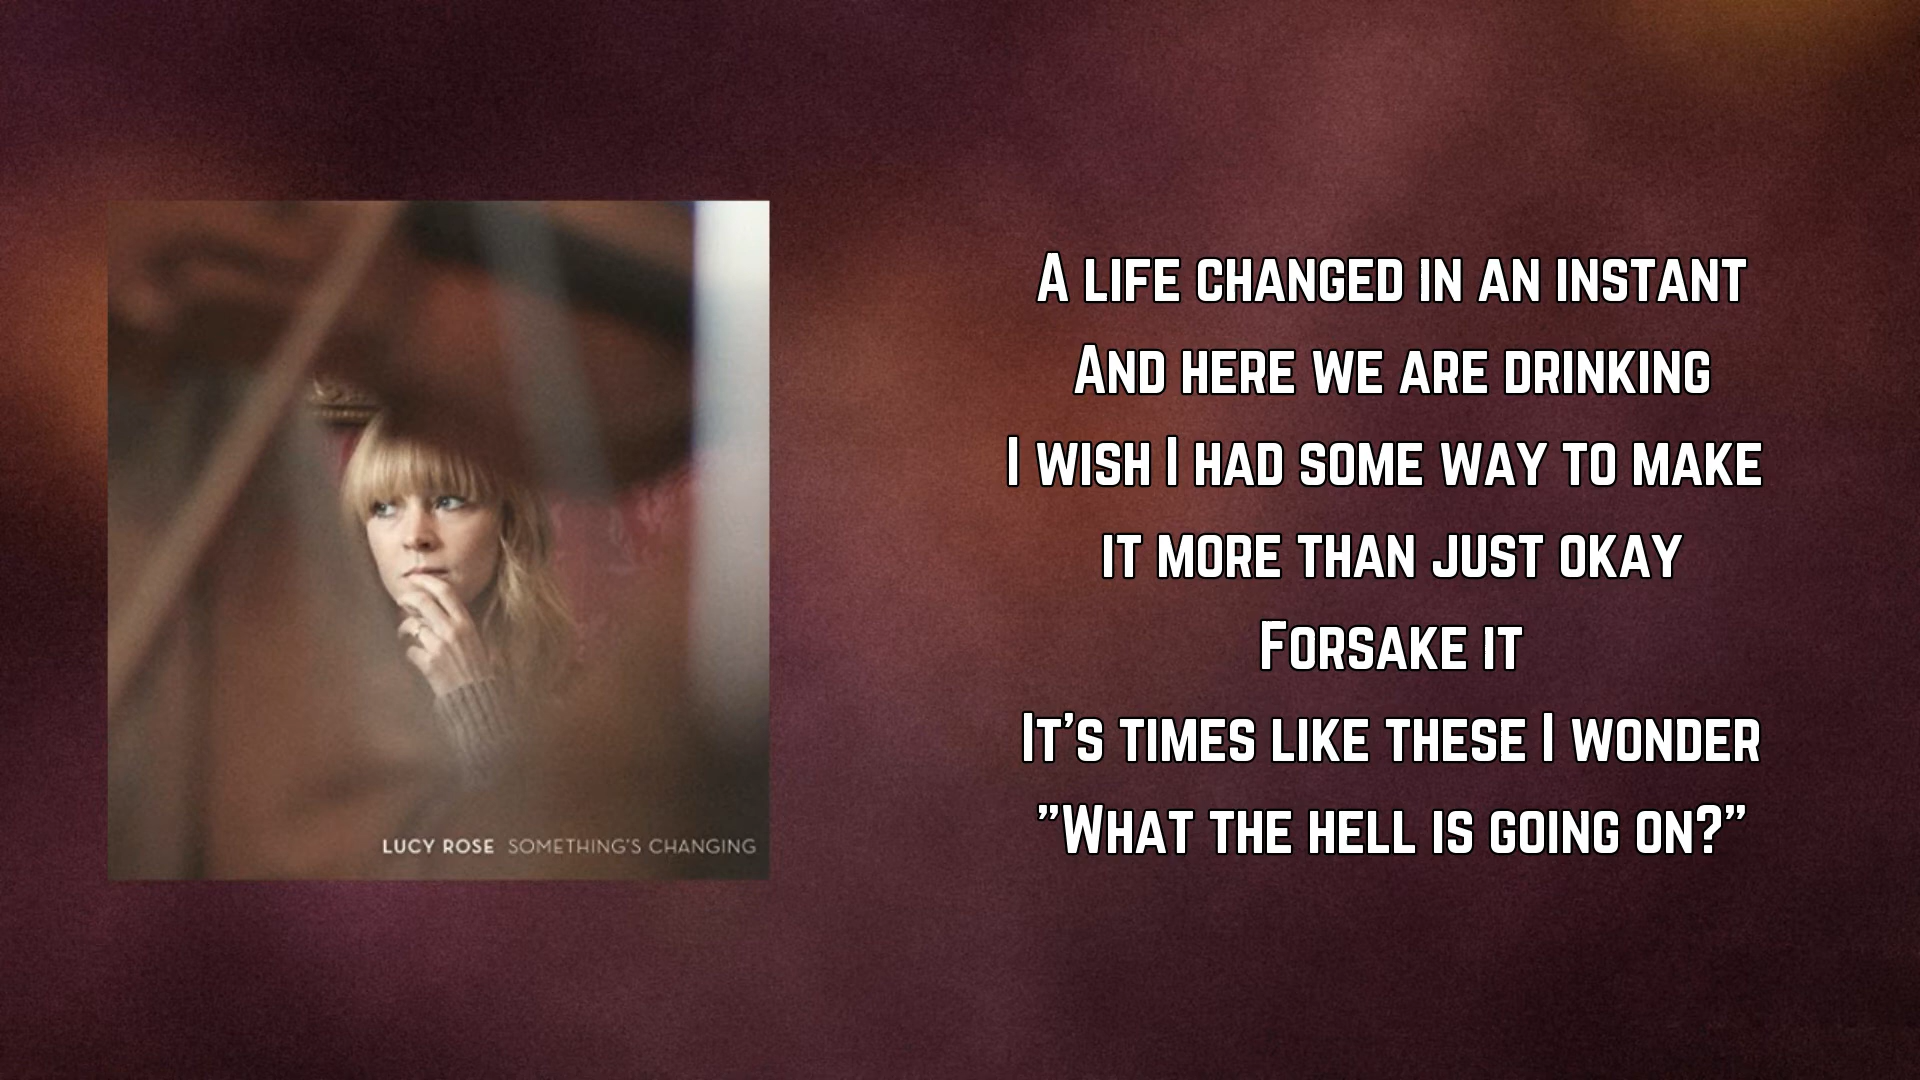 LUCY ROSE SOMETHING'S CHANGING
A LIFE CHANGED IN AN INSTANT
AND HERE WE ARE DRINKING
I WISH I HAD SOME WAY TO MAKE
IT MORE THAN JUST OKAY
FORSAKE IT
IT'S TIMES LIKE THESE I WONDER
"WHAT THE HELL IS GOING ON?"